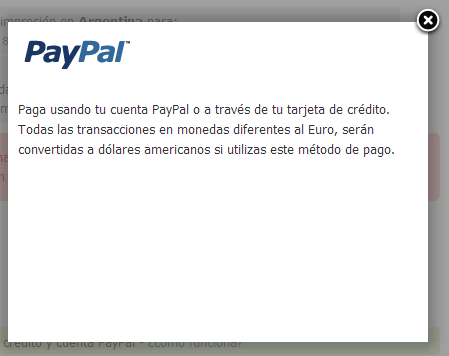 impreción en Argentina para:
8
PayPal™
Paga usando tu cuenta PayPal o a través de tu tarjeta de crédito.
Todas las transacciones en monedas diferentes al Euro, serán
convertidas a dólares americanos si utilizas este método de pago.
crédito y cuenta PayPal - ¿cómo funciona?